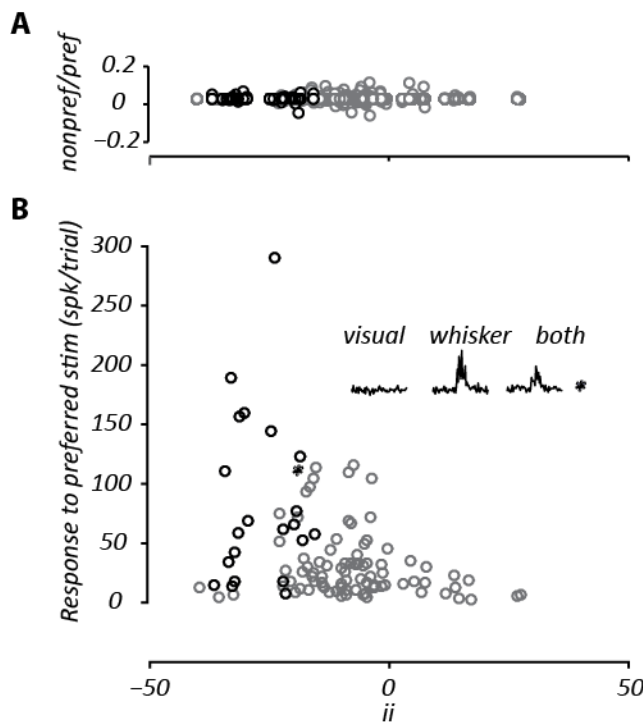 A
nonpref/pref
0.2
0
−0.2
B
Response to preferred stim (spk/trial)
300
250
200
150
100
50
0
visual whisker both
*
*
−50 0 50
ii